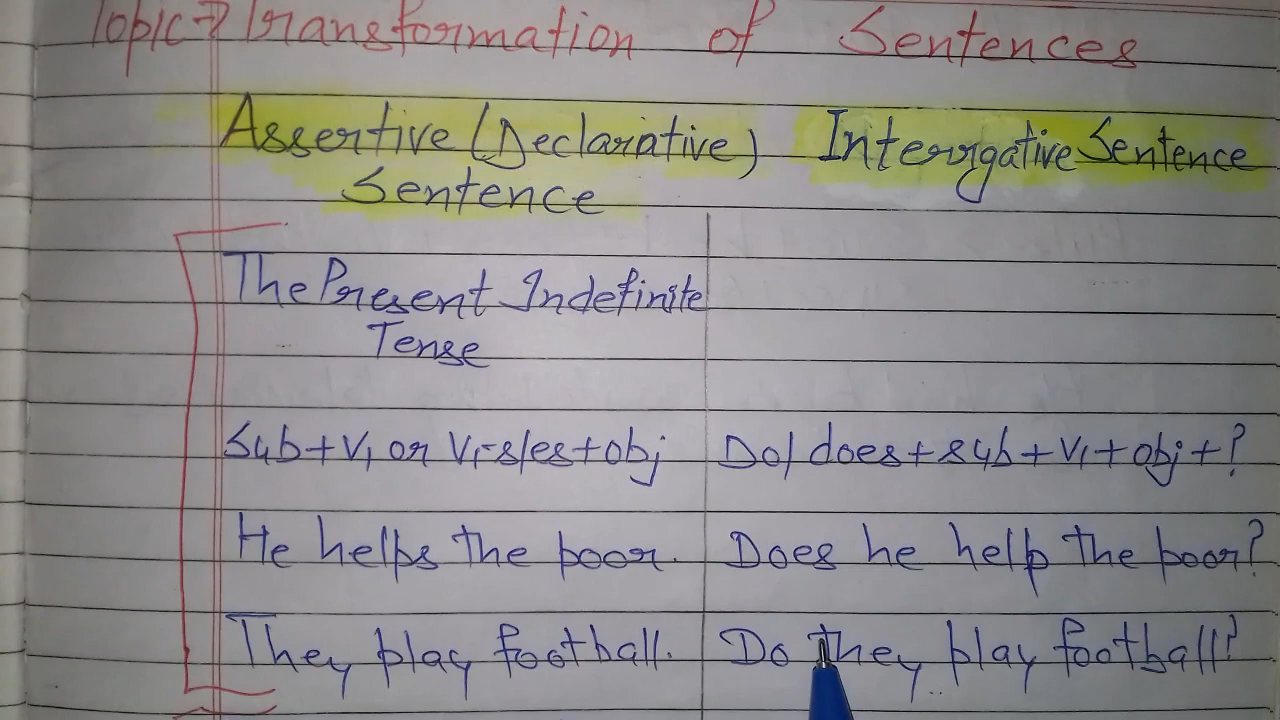 Topic → Transformation of Sentences
Assertive (Declarative) Interrigative Sentence
Sentence
The Present Indefinite
Tense
Sub+V1 or V1-s/es+obj Do/does+sub+V1+obj+?
He helps the poor. Does he help the poor?
They play football. Do they play football?